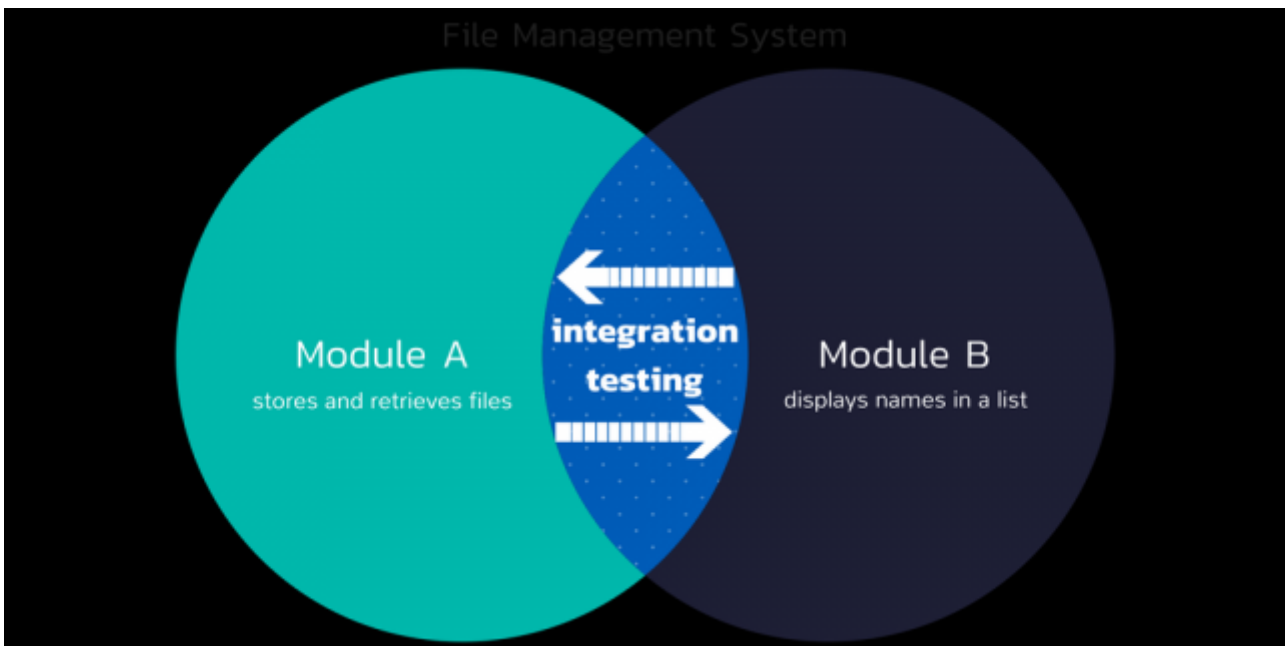 File Management System
integration
testing
Module A
stores and retrieves files
Module B
displays names in a list